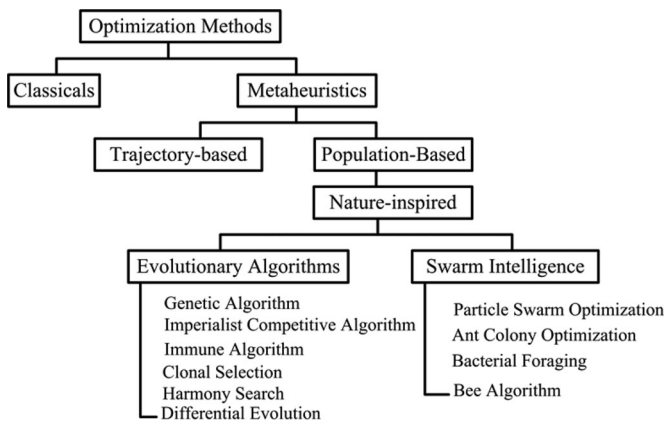 Optimization Methods
Classicals
Metaheuristics
Trajectory-based
Population-Based
Nature-inspired
Evolutionary Algorithms
Genetic Algorithm
Imperialist Competitive Algorithm
Immune Algorithm
Clonal Selection
Harmony Search
Differential Evolution
Swarm Intelligence
Particle Swarm Optimization
Ant Colony Optimization
Bacterial Foraging
Bee Algorithm